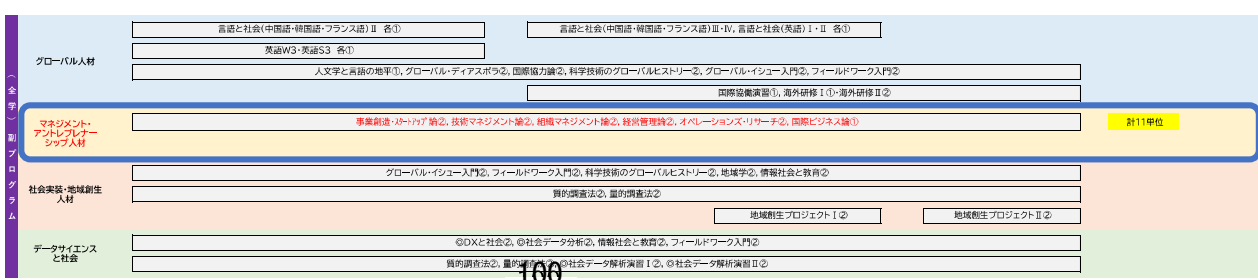 (全学)副プログラム
グローバル人材
言語と社会(中国語・韓国語・フランス語)Ⅱ 各①
言語と社会(中国語・韓国語・フランス語)Ⅲ・Ⅳ, 言語と社会(英語)Ⅰ・Ⅱ 各①
英語W3・英語S3 各①
人文学と言語の地平①, グローバル・ディアスポラ②, 国際協力論②, 科学技術のグローバルヒストリー②, グローバル・イシュー入門②, フィールドワーク入門②
国際協働演習①, 海外研修Ⅰ①・海外研修Ⅱ②
マネジメント・
アントレプレナー
シップ人材
事業創造・スタートアップ論②, 技術マネジメント論②, 組織マネジメント論②, 経営管理論②, オペレーションズ・リサーチ②, 国際ビジネス論①
計11単位
社会実装・地域創生
人材
グローバル・イシュー入門②, フィールドワーク入門②, 科学技術のグローバルヒストリー②, 地域学②, 情報社会と教育②
質的調査法②, 量的調査法②
地域創生プロジェクトⅠ②
地域創生プロジェクトⅡ②
データサイエンス
と社会
◎DXと社会②, ◎社会データ分析②, 情報社会と教育②, フィールドワーク入門②
質的調査法②, 量的調査法②, ◎社会データ解析演習Ⅰ②, ◎社会データ解析演習Ⅱ②
100